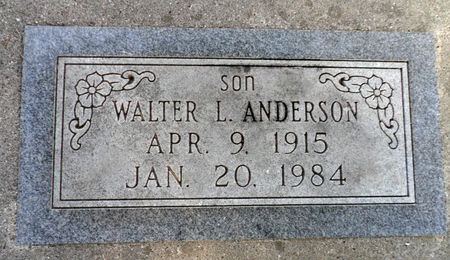 Son
WALTER L. ANDERSON
APR. 9. 1915
JAN. 20. 1984